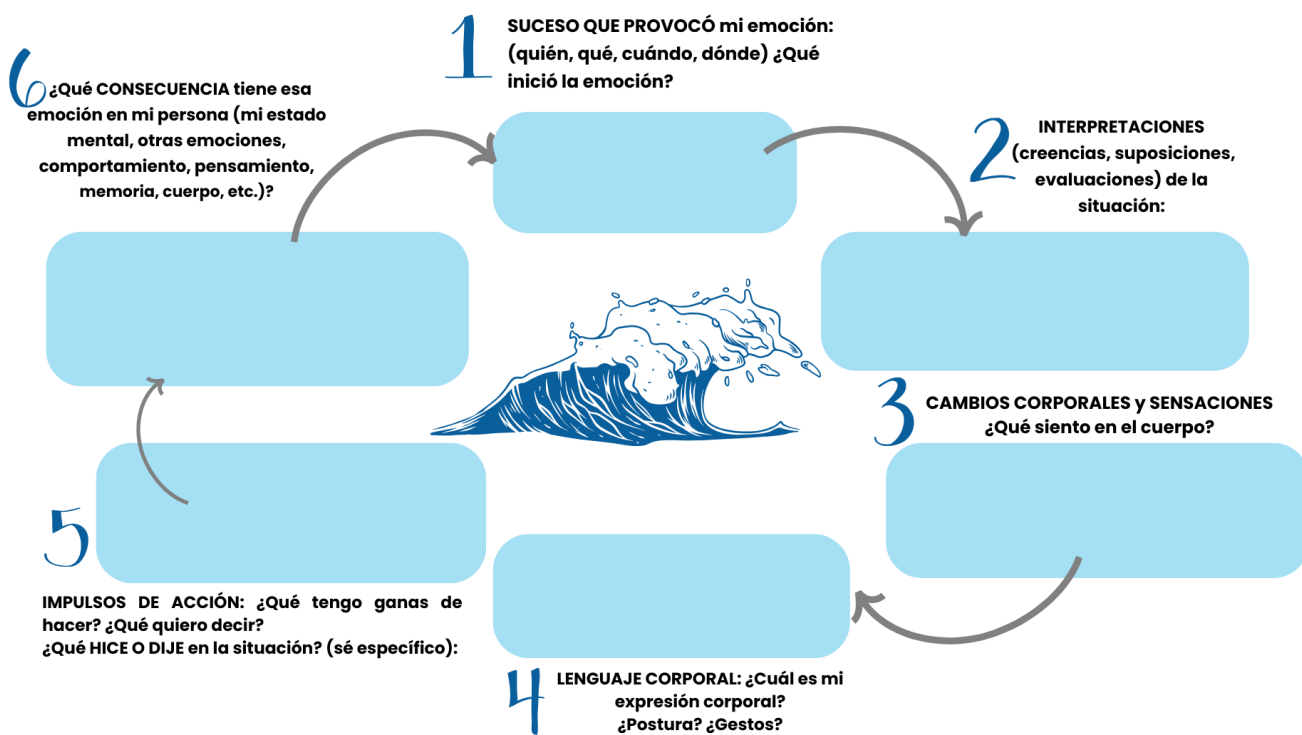 1
SUCESO QUE PROVOCÓ mi emoción:
(quién, qué, cuándo, dónde) ¿Qué
inició la emoción?
2
INTERPRETACIONES
(creencias, suposiciones,
evaluaciones) de la
situación:
3
CAMBIOS CORPORALES y SENSACIONES
¿Qué siento en el cuerpo?
4
LENGUAJE CORPORAL: ¿Cuál es mi
expresión corporal?
¿Postura? ¿Gestos?
5
IMPULSOS DE ACCIÓN: ¿Qué tengo ganas de
hacer? ¿Qué quiero decir?
¿Qué HICE O DIJE en la situación? (sé específico):
6
¿Qué CONSECUENCIA tiene esa
emoción en mi persona (mi estado
mental, otras emociones,
comportamiento, pensamiento,
memoria, cuerpo, etc.)?